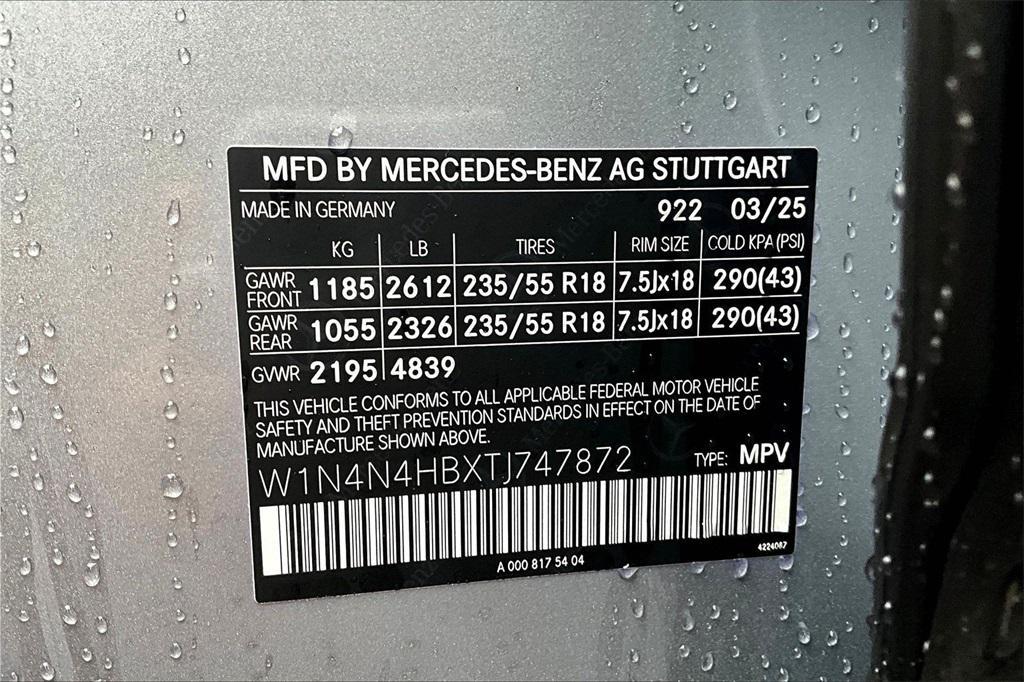 MFD BY MERCEDES-BENZ AG STUTTGART
MADE IN GERMANY 922 03/25
KG LB TIRES RIM SIZE COLD KPA (PSI)
GAWR FRONT 1185 2612 235/55 R18 7.5Jx18 290(43)
GAWR REAR 1055 2326 235/55 R18 7.5Jx18 290(43)
GVWR 2195 4839
THIS VEHICLE CONFORMS TO ALL APPLICABLE FEDERAL MOTOR VEHICLE
SAFETY AND THEFT PREVENTION STANDARDS IN EFFECT ON THE DATE OF
MANUFACTURE SHOWN ABOVE.
W1N4N4HBXTJ747872 TYPE: MPV
4224087
A 000 817 54 04